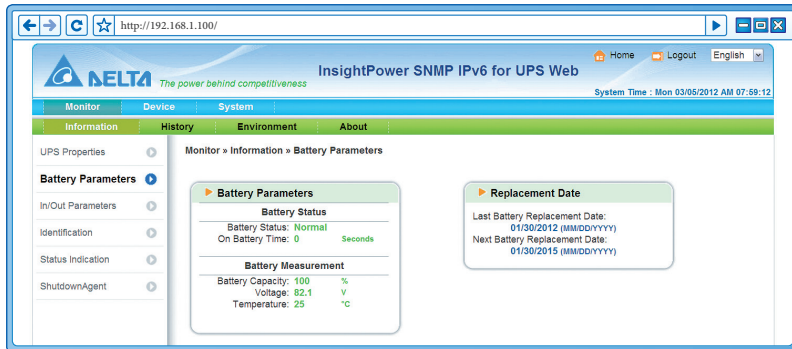 http://192.168.1.100/
Home Logout English
DELTA The power behind competitiveness
InsightPower SNMP IPv6 for UPS Web
System Time : Mon 03/05/2012 AM 07:59:12
Monitor Device System
Information History Environment About
UPS Properties
Battery Parameters
In/Out Parameters
Identification
Status Indication
ShutdownAgent
Monitor » Information » Battery Parameters
Battery Parameters
Battery Status
Battery Status: Normal
On Battery Time: 0 Seconds
Battery Measurement
Battery Capacity: 100 %
Voltage: 82.1 V
Temperature: 25 °C
Replacement Date
Last Battery Replacement Date:
01/30/2012 (MM/DD/YYYY)
Next Battery Replacement Date:
01/30/2015 (MM/DD/YYYY)